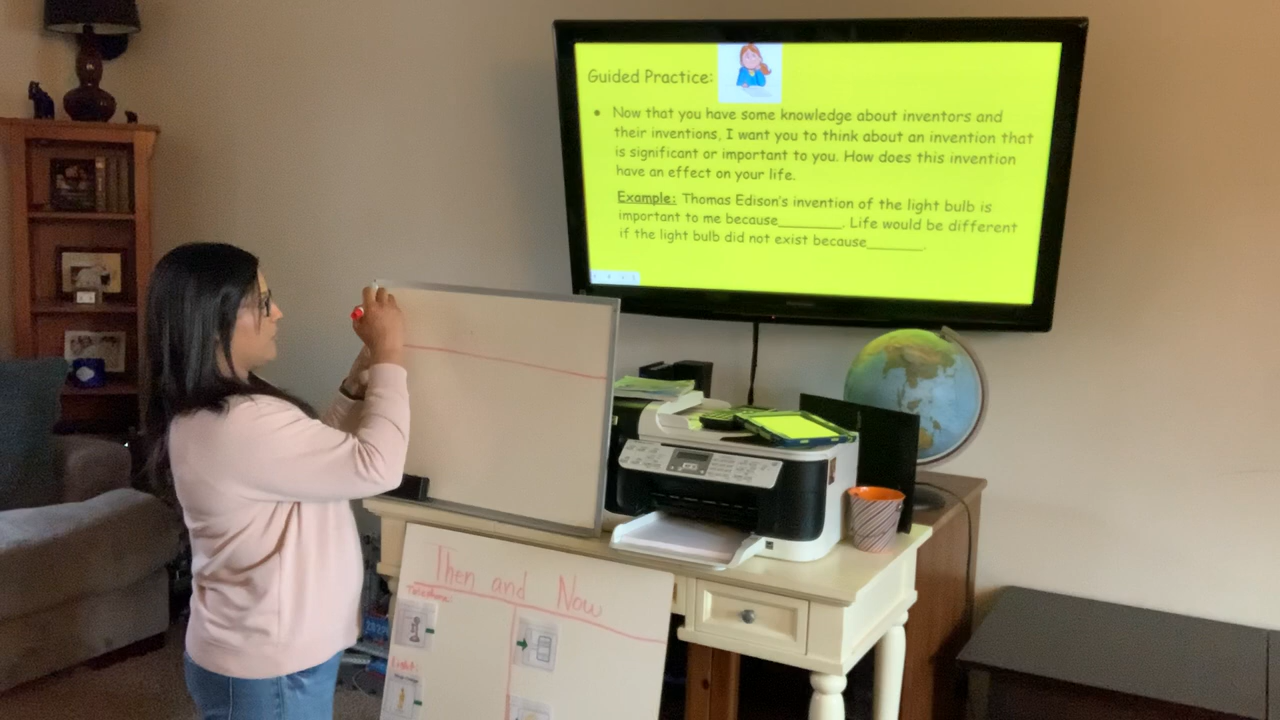 Guided Practice:
• Now that you have some knowledge about inventors and
their inventions, I want you to think about an invention that
is significant or important to you. How does this invention
have an effect on your life.
Example: Thomas Edison's invention of the light bulb is
important to me because_______. Life would be different
if the light bulb did not exist because_______.
Then and Now
Light: